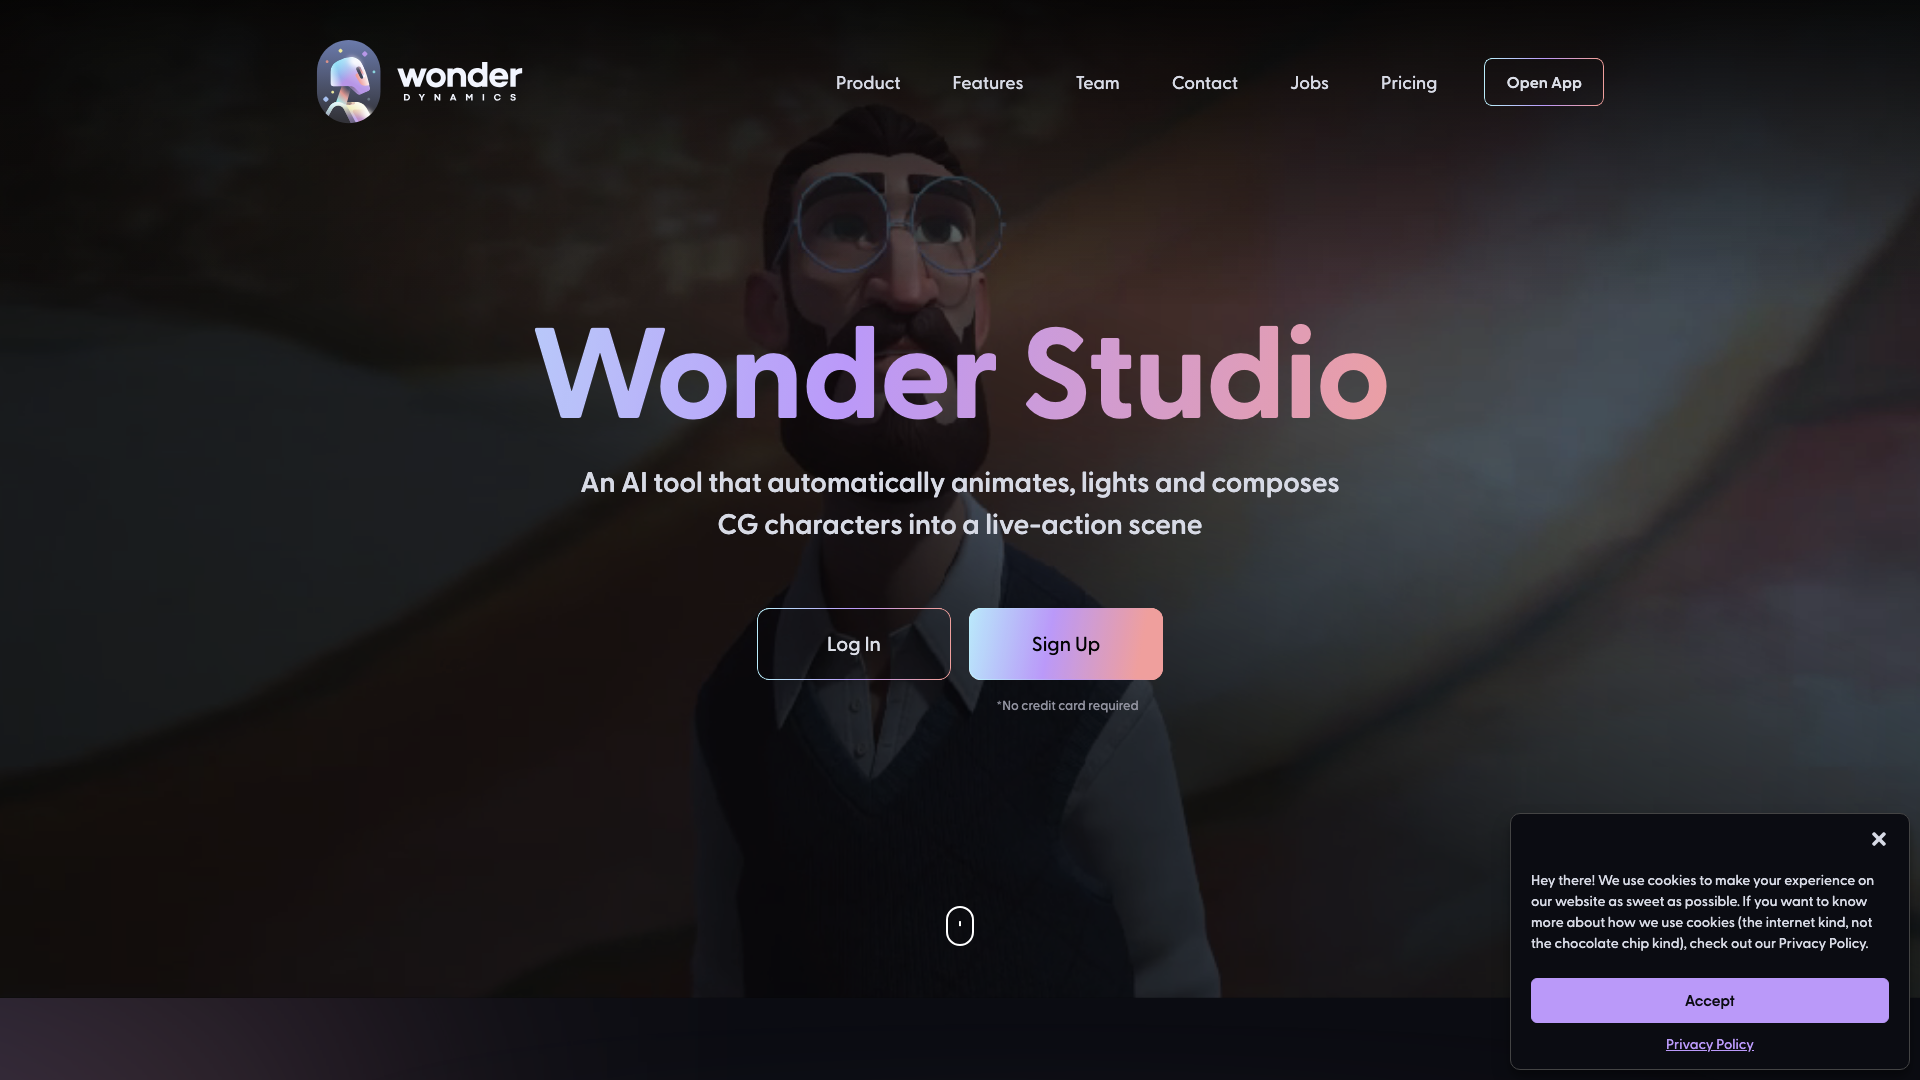 wonder
DYNAMICS
Product
Features
Team
Contact
Jobs
Pricing
Open App
Wonder Studio
An AI tool that automatically animates, lights and composes
CG characters into a live-action scene
Log In
Sign Up
*No credit card required
Hey there! We use cookies to make your experience on
our website as sweet as possible. If you want to know
more about how we use cookies (the internet kind, not
the chocolate chip kind), check out our Privacy Policy.
Accept
Privacy Policy